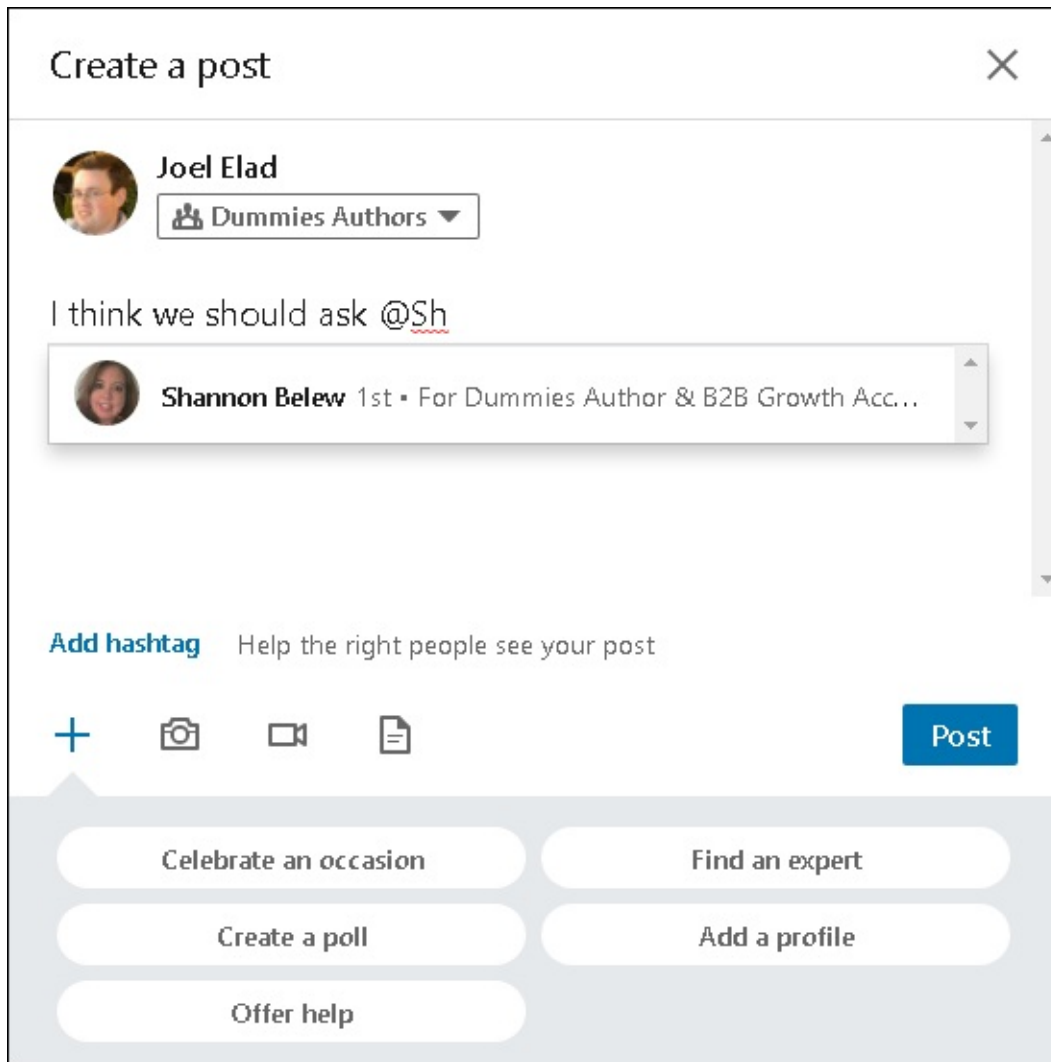 Create a post
Joel Elad
Dummies Authors
I think we should ask @Sh
Shannon Belew 1st • For Dummies Author & B2B Growth Acc...
Add hashtag Help the right people see your post
Post
Celebrate an occasion Find an expert
Create a poll Add a profile
Offer help